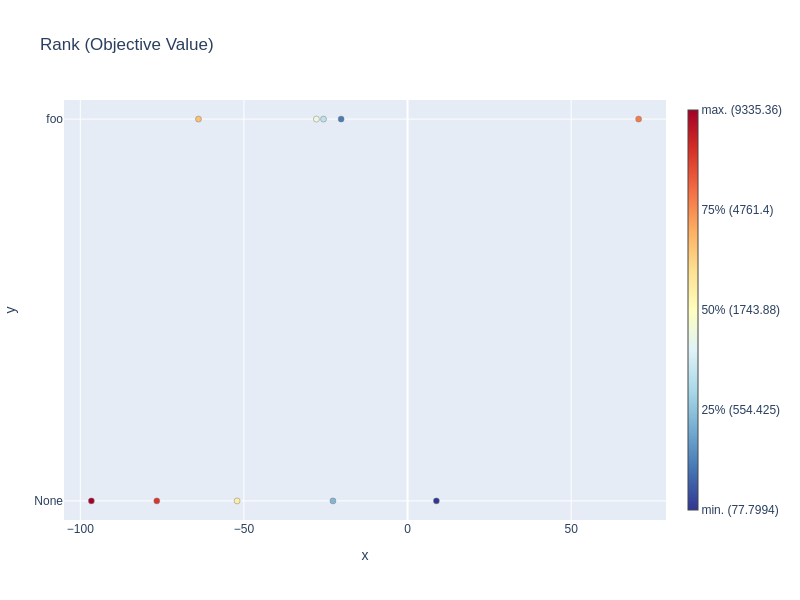 Rank (Objective Value)
foo
None
y
−100
−50
0
50
x
max. (9335.36)
75% (4761.4)
50% (1743.88)
25% (554.425)
min. (77.7994)